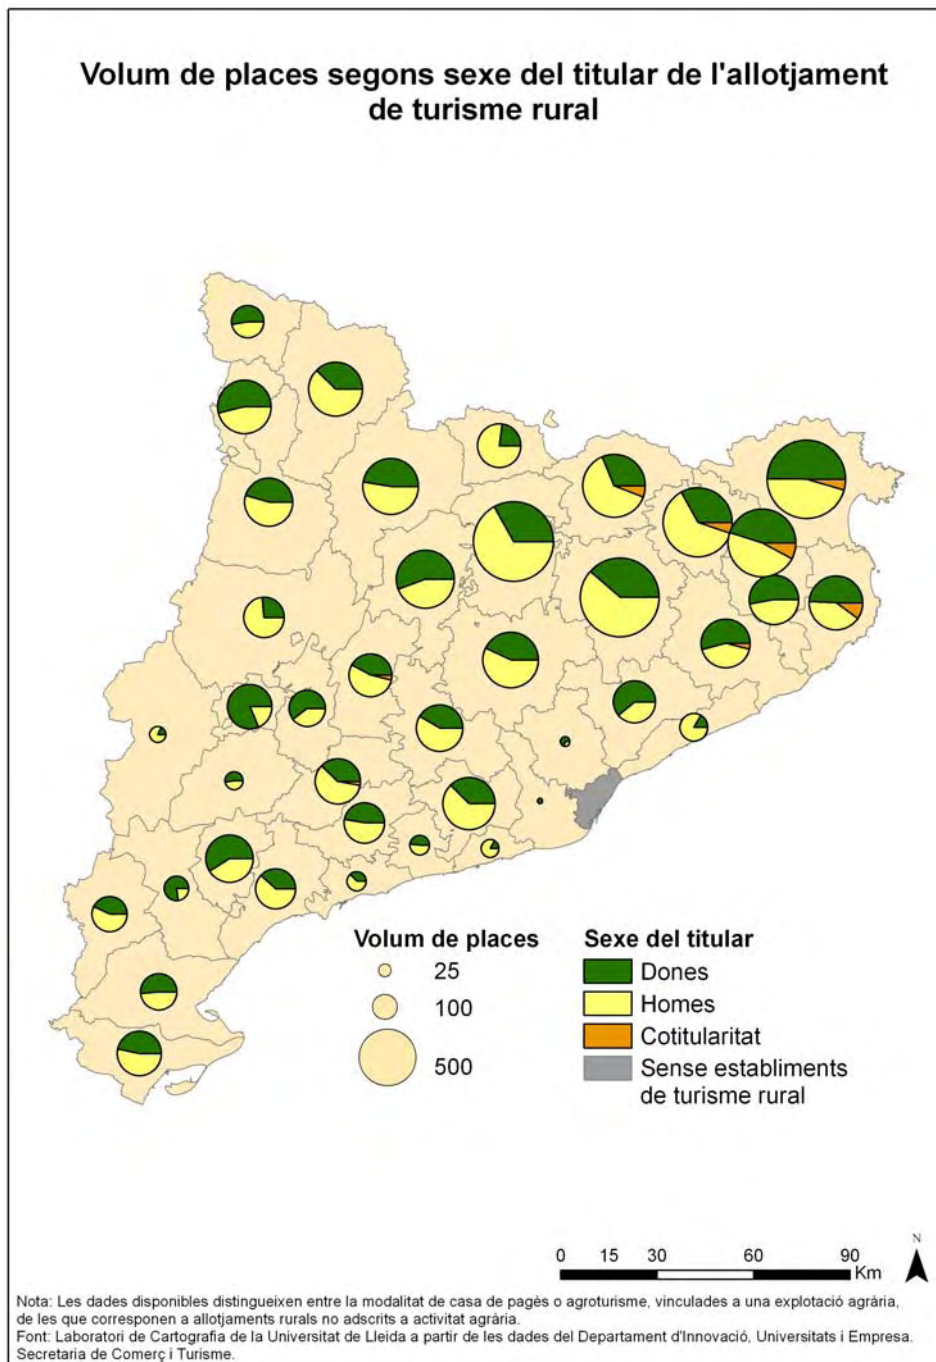 Volum de places segons sexe del titular de l'allotjament
de turisme rural
Volum de places
25
100
500
Sexe del titular
Dones
Homes
Cotitularitat
Sense establiments
de turisme rural
N
0 15 30 60 90
Km
Nota: Les dades disponibles distingueixen entre la modalitat de casa de pagès o agroturisme, vinculades a una explotació agrària,
de les que corresponen a allotjaments rurals no adscrits a activitat agrària.
Font: Laboratori de Cartografia de la Universitat de Lleida a partir de les dades del Departament d'Innovació, Universitats i Empresa.
Secretaria de Comerç i Turisme.